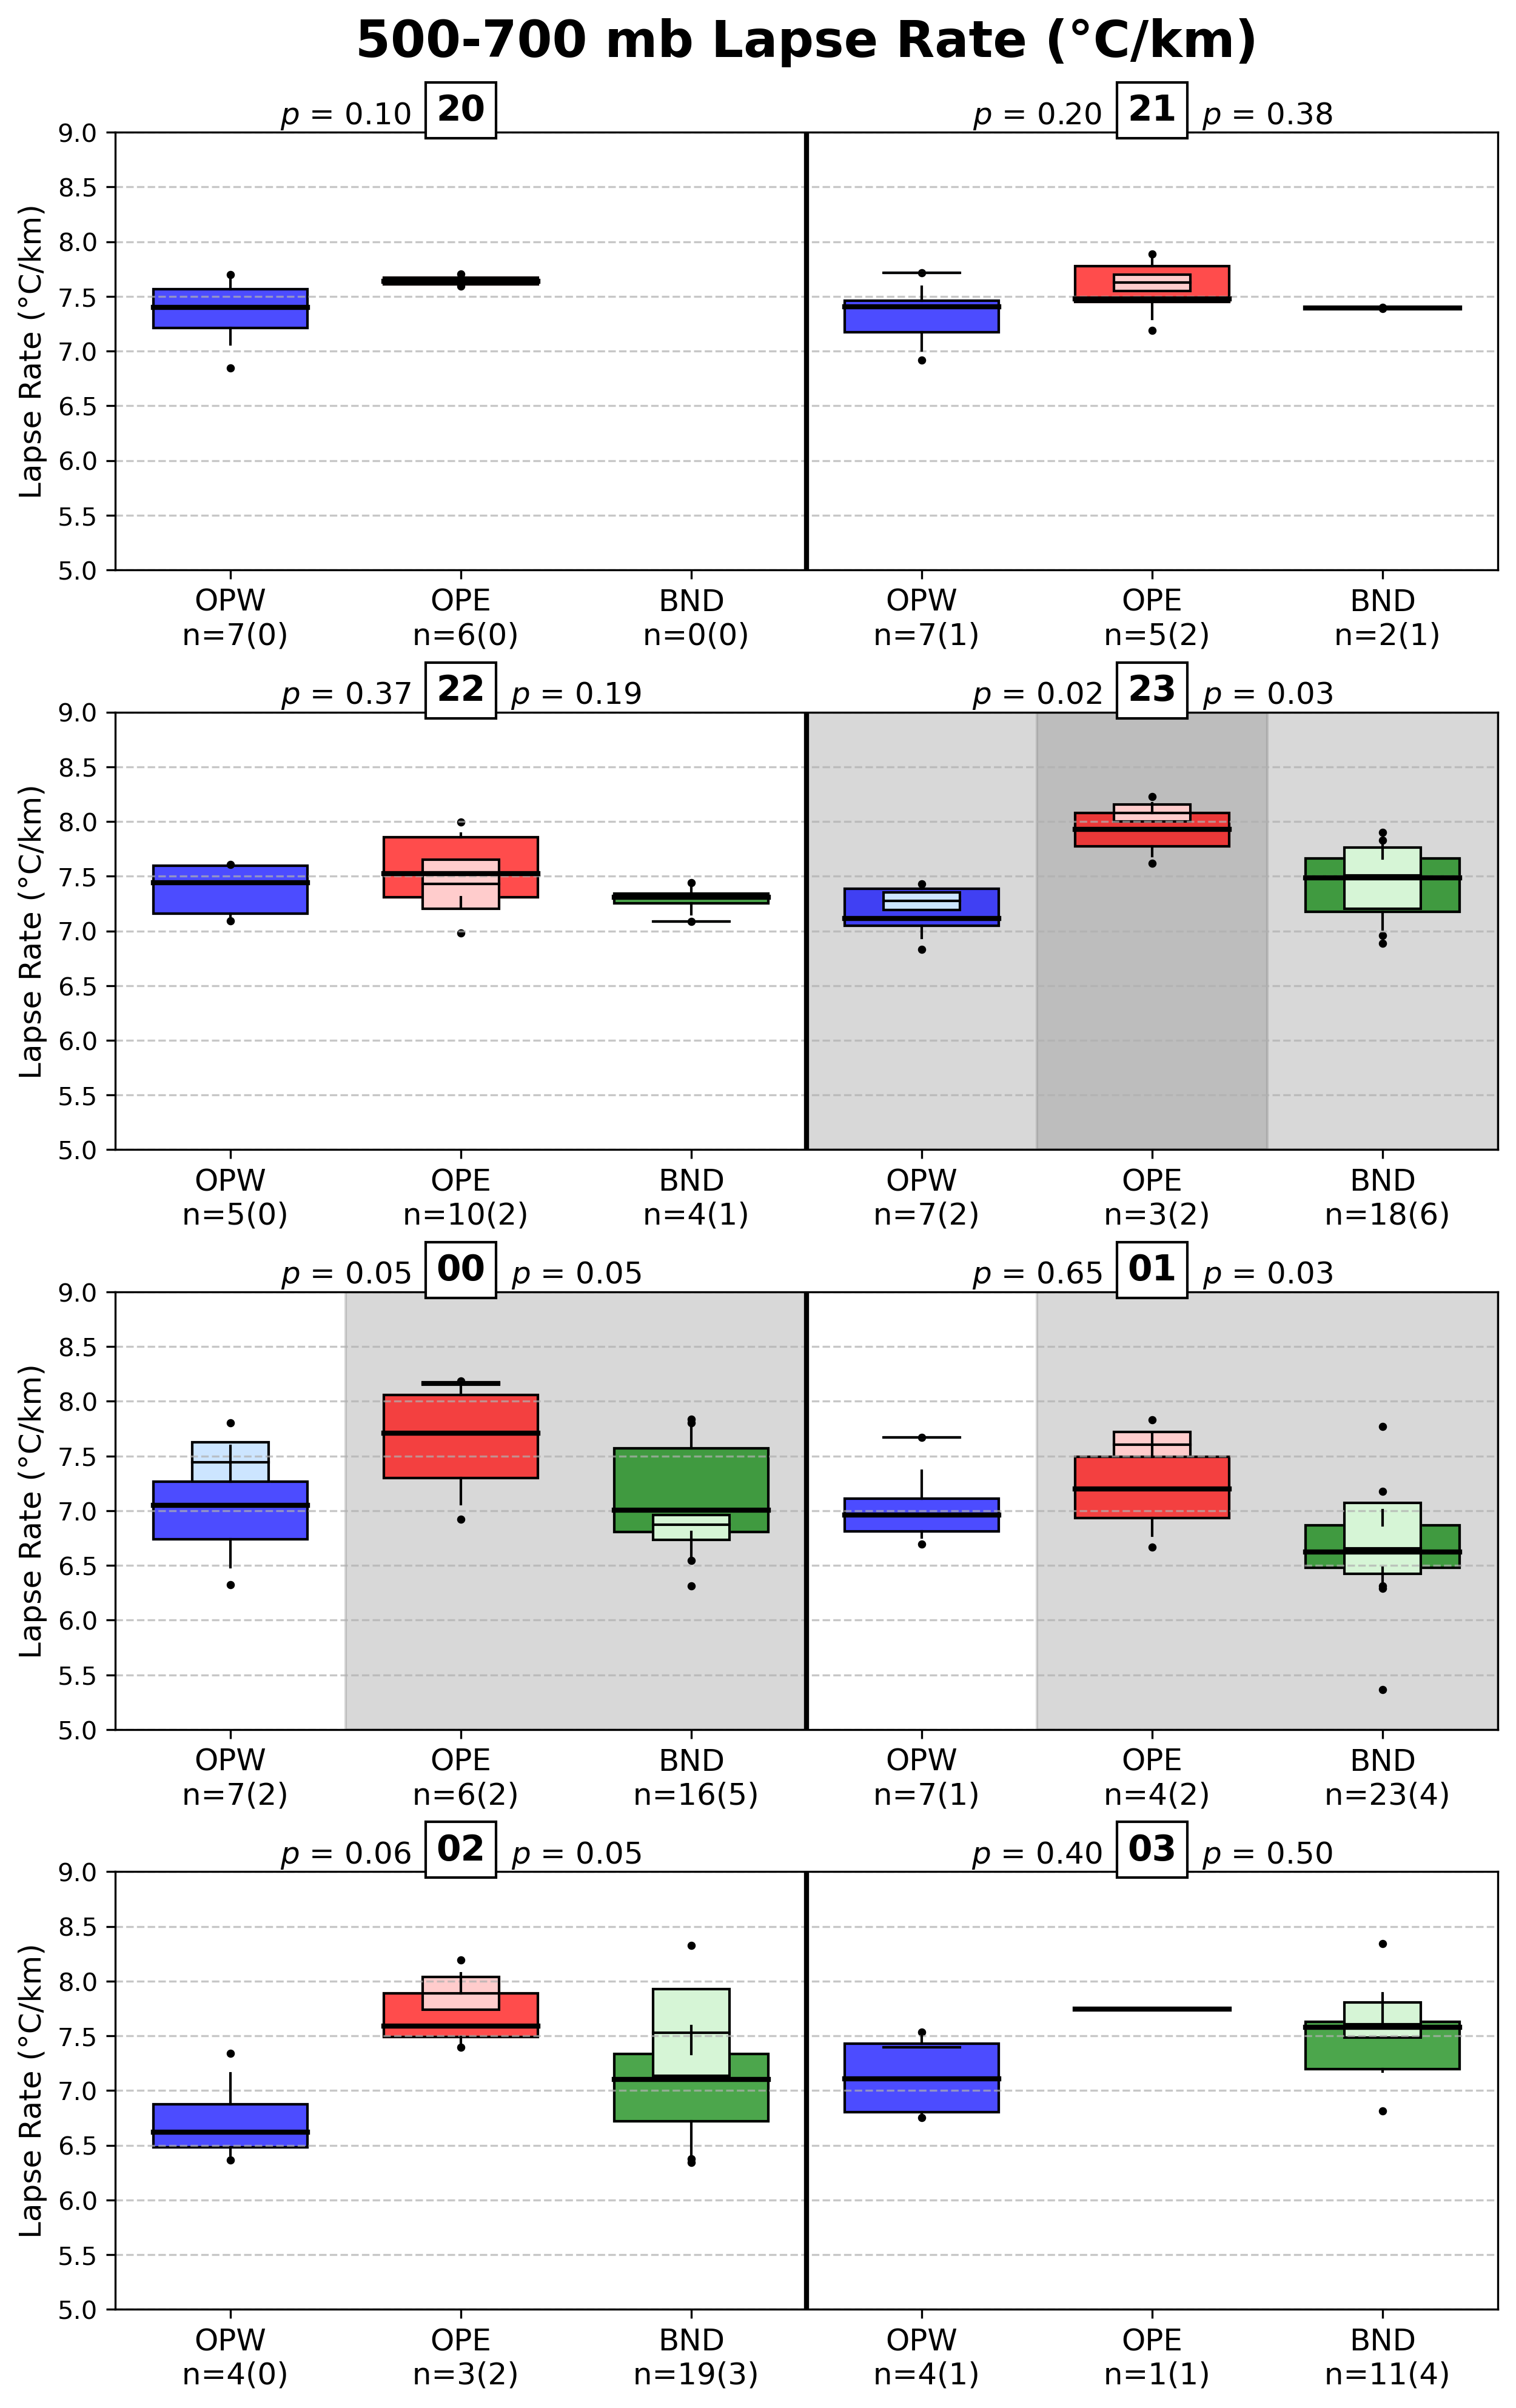 500-700 mb Lapse Rate (°C/km)
p = 0.10 20
p = 0.20 21 p = 0.38
Lapse Rate (°C/km)
9.0
8.5
8.0
7.5
7.0
6.5
6.0
5.5
5.0
OPW OPE BND OPW OPE BND
n=7(0) n=6(0) n=0(0) n=7(1) n=5(2) n=2(1)
p = 0.37 22 p = 0.19
p = 0.02 23 p = 0.03
Lapse Rate (°C/km)
9.0
8.5
8.0
7.5
7.0
6.5
6.0
5.5
5.0
OPW OPE BND OPW OPE BND
n=5(0) n=10(2) n=4(1) n=7(2) n=3(2) n=18(6)
p = 0.05 00 p = 0.05
p = 0.65 01 p = 0.03
Lapse Rate (°C/km)
9.0
8.5
8.0
7.5
7.0
6.5
6.0
5.5
5.0
OPW OPE BND OPW OPE BND
n=7(2) n=6(2) n=16(5) n=7(1) n=4(2) n=23(4)
p = 0.06 02 p = 0.05
p = 0.40 03 p = 0.50
Lapse Rate (°C/km)
9.0
8.5
8.0
7.5
7.0
6.5
6.0
5.5
5.0
OPW OPE BND OPW OPE BND
n=4(0) n=3(2) n=19(3) n=4(1) n=1(1) n=11(4)